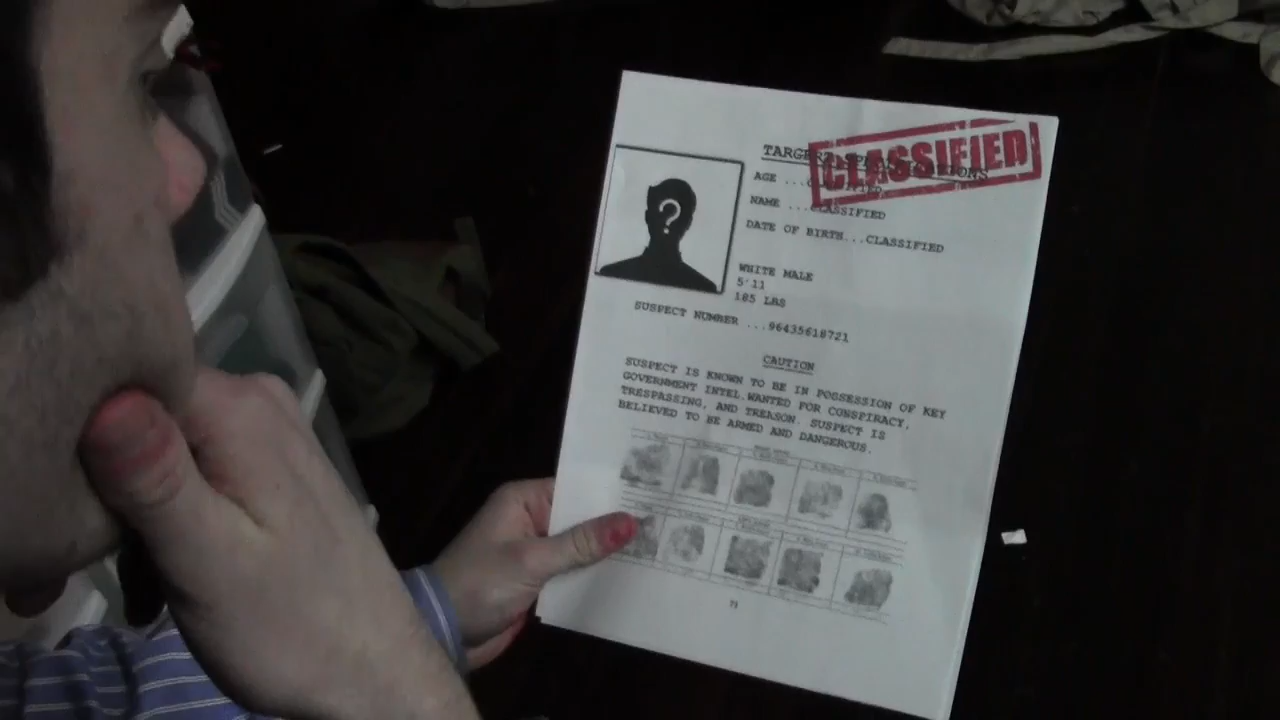 CLASSIFIED
AGE ...CLASSIFIED
NAME ...CLASSIFIED
DATE OF BIRTH...CLASSIFIED
WHITE MALE
5'11
185 LBS
SUSPECT NUMBER ...96435618721
CAUTION
SUSPECT IS KNOWN TO BE IN POSSESSION OF KEY
GOVERNMENT INTEL.WANTED FOR CONSPIRACY,
TRESPASSING, AND TREASON. SUSPECT IS
BELIEVED TO BE ARMED AND DANGEROUS.
?